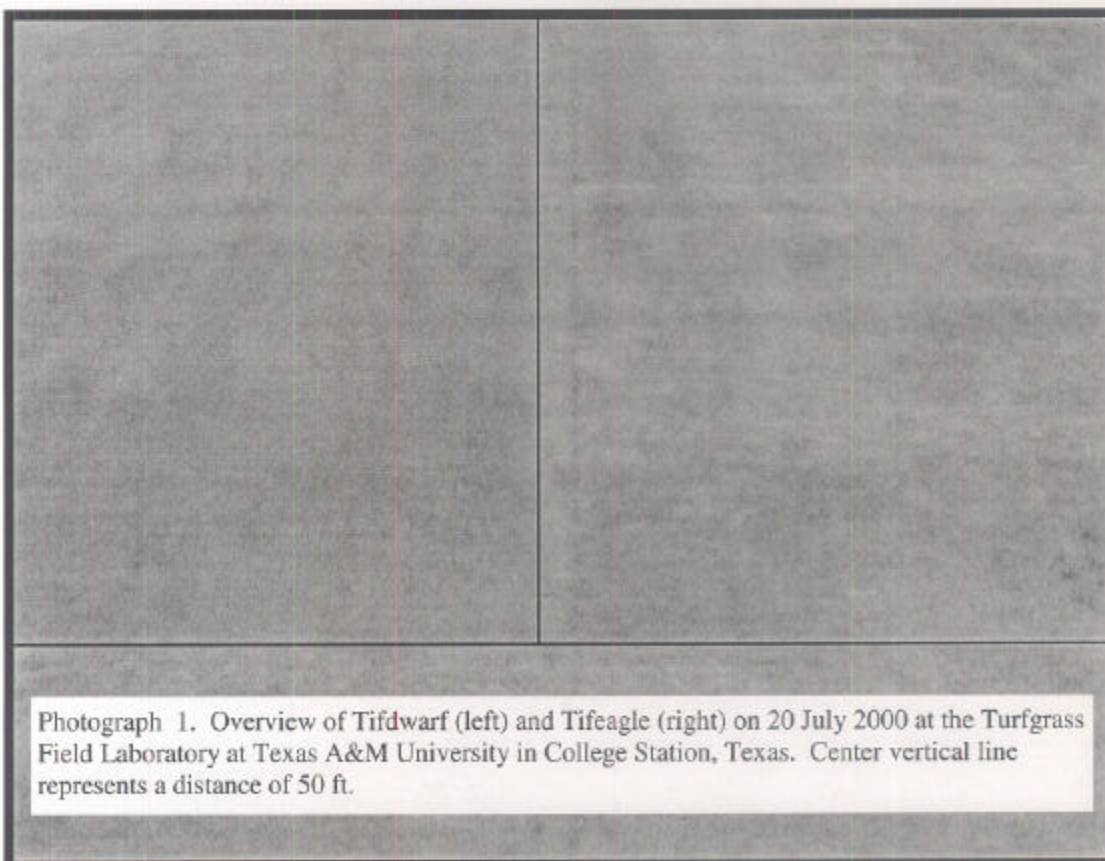 Photograph 1. Overview of Tifdwarf (left) and Tifeagle (right) on 20 July 2000 at the Turfgrass
Field Laboratory at Texas A&M University in College Station, Texas. Center vertical line
represents a distance of 50 ft.